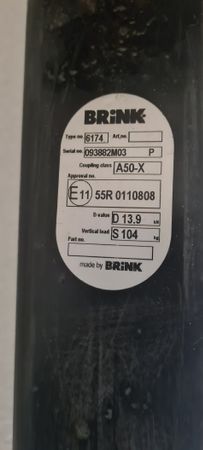 BRINK
Type no 6174 Art.no.
Serial no. 093882M03 P
Coupling class A50-X
Approval no.
E11 55R 0110808
D value D 13.9 kN
Vertical load S 104 kg
Part no.
made by BRINK